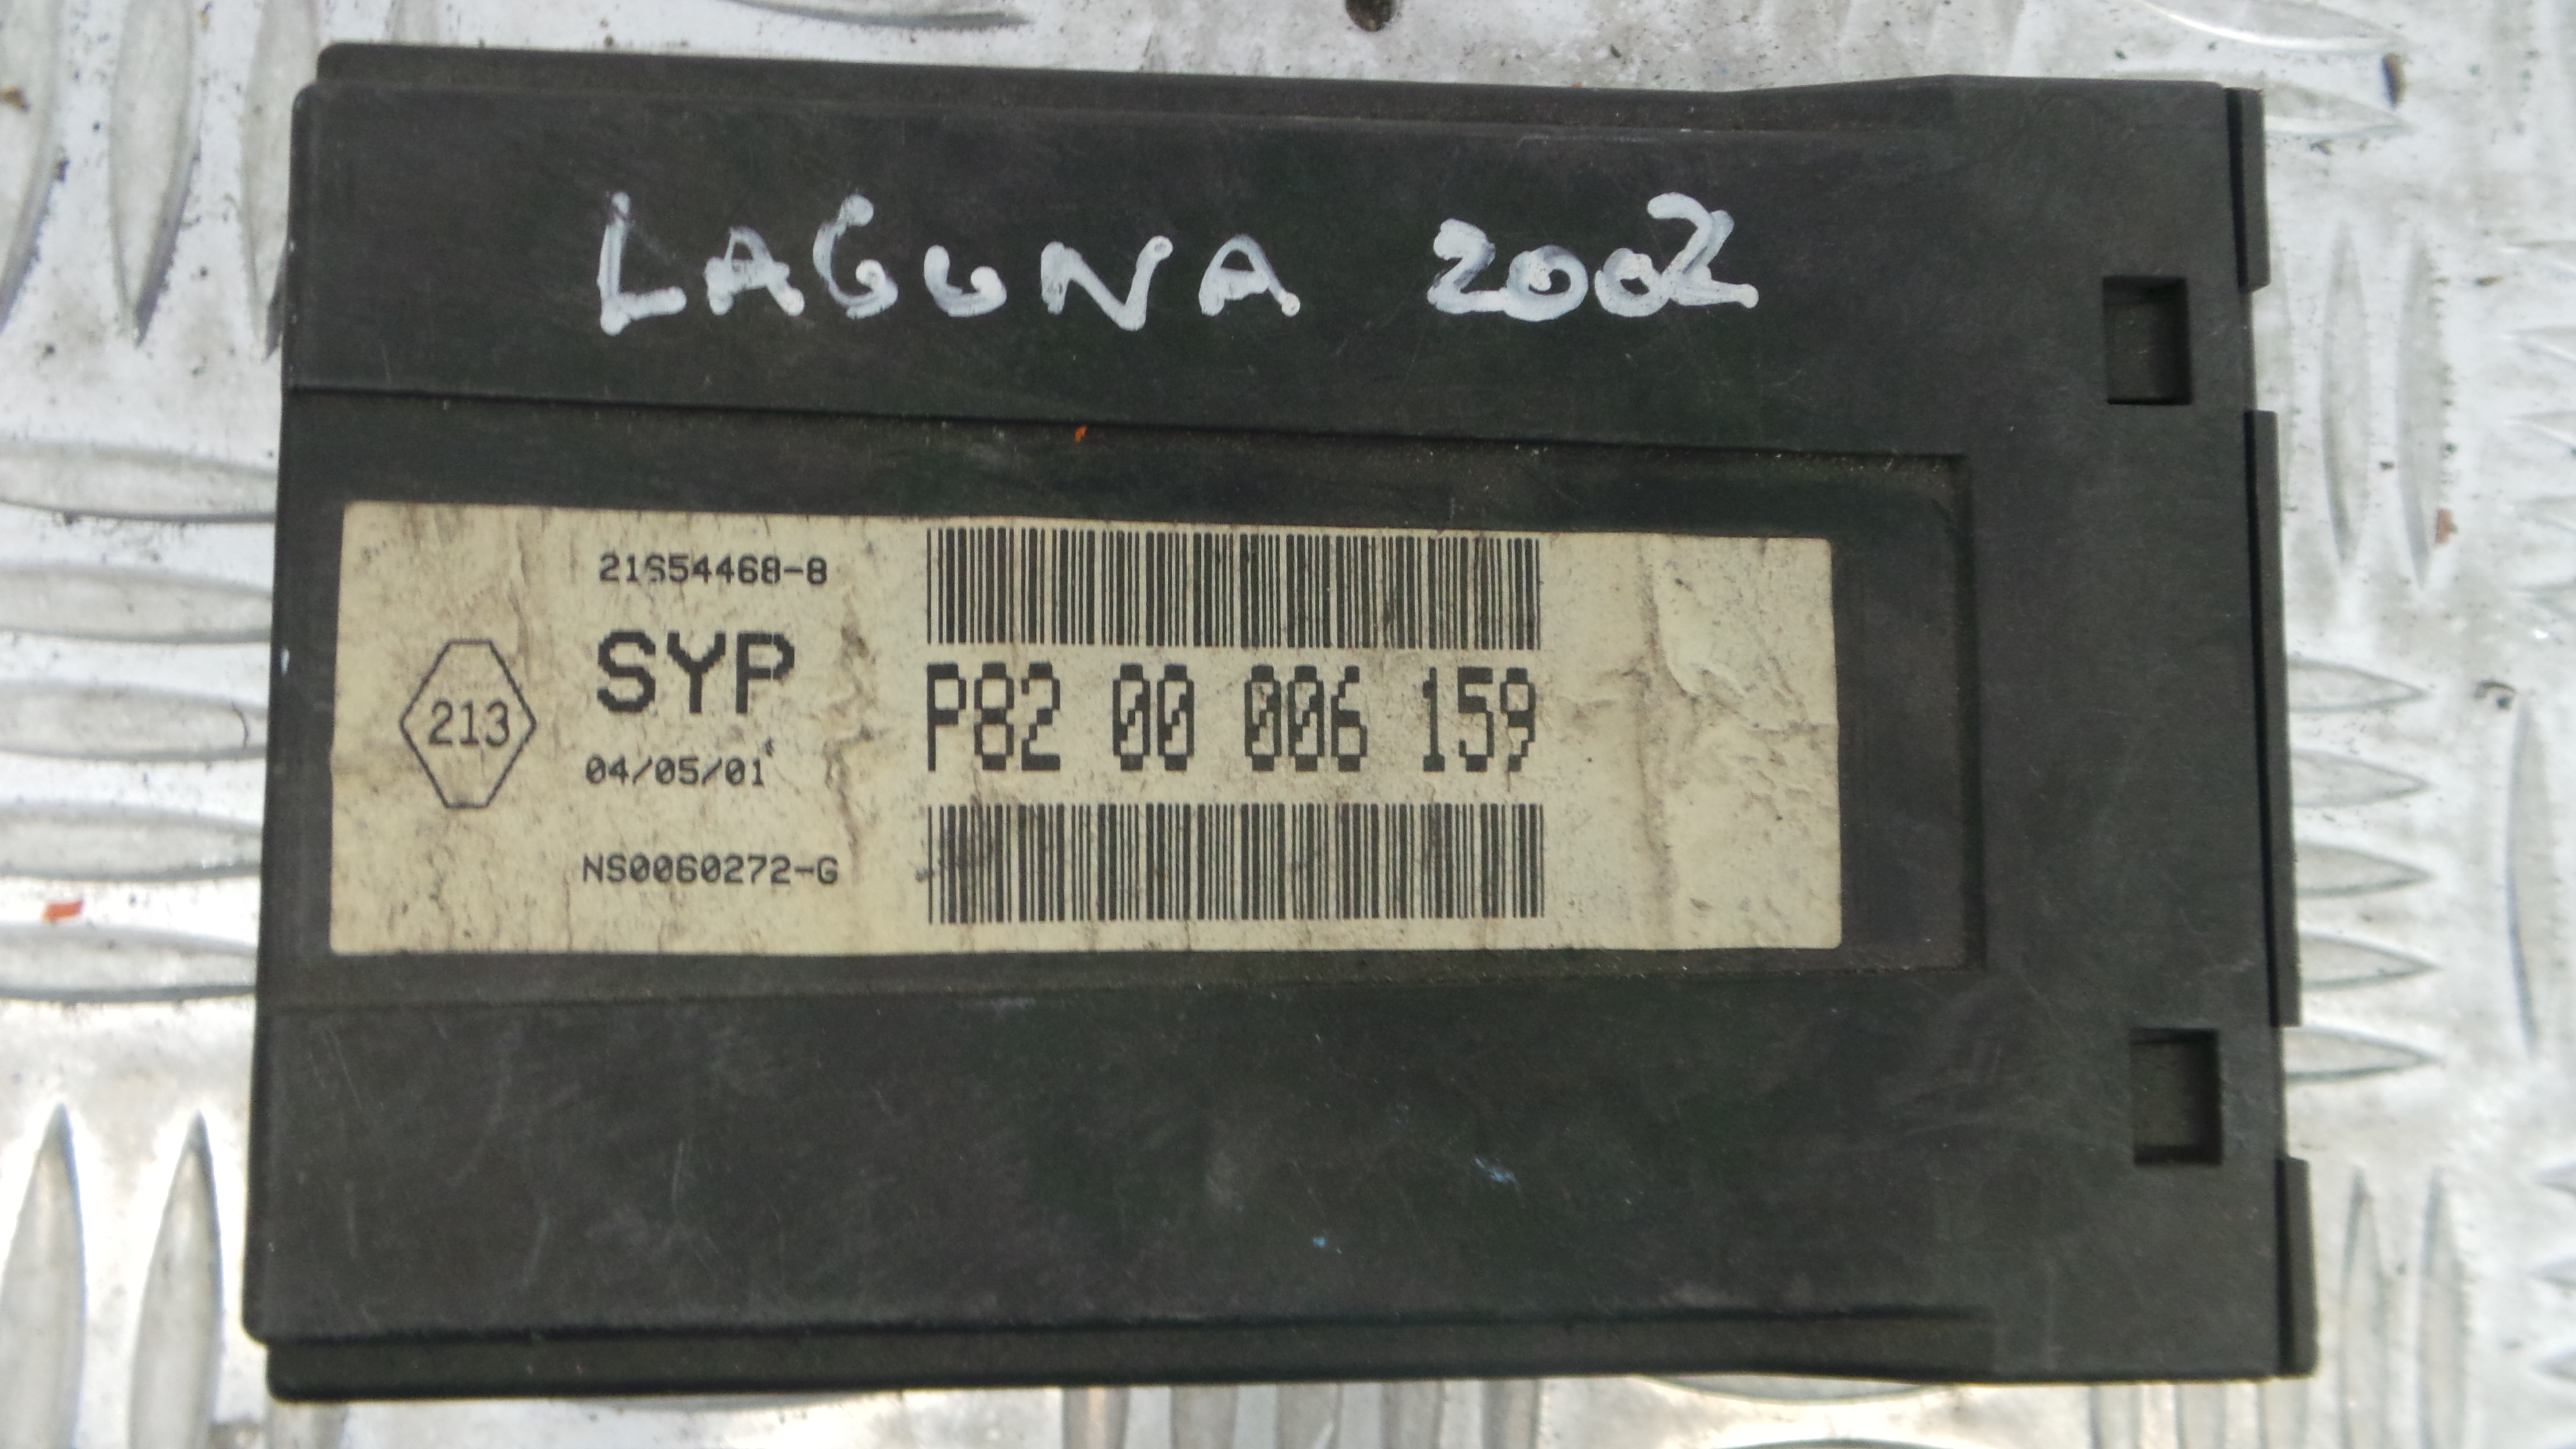 LAGUNA 2002
21654468-8
SYP
213
04/05/01
NS0060272-G
P82 00 006 159